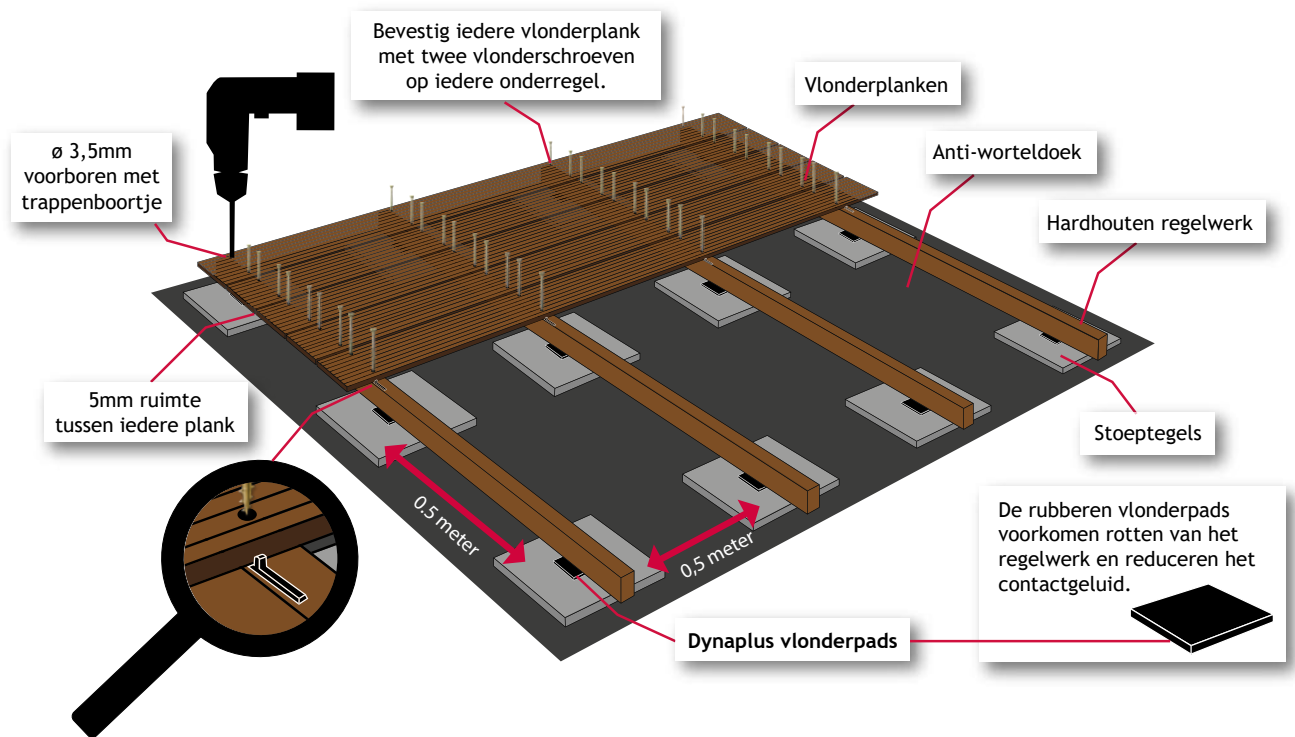 Bevestig iedere vlonderplank
met twee vlonderschroeven
op iedere onderregel.
Vlonderplanken
ø 3,5mm
voorboren met
trappenboortje
Anti-worteldoek
Hardhouten regelwerk
5mm ruimte
tussen iedere plank
Stoeptegels
0.5 meter
0,5 meter
De rubberen vlonderpads
voorkomen rotten van het
regelwerk en reduceren het
contactgeluid.
Dynaplus vlonderpads